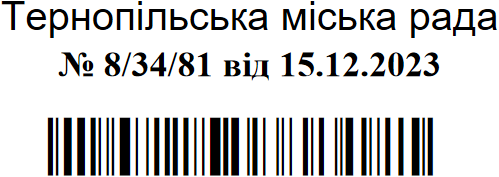 Тернопільська міська рада
№ 8/34/81 від 15.12.2023